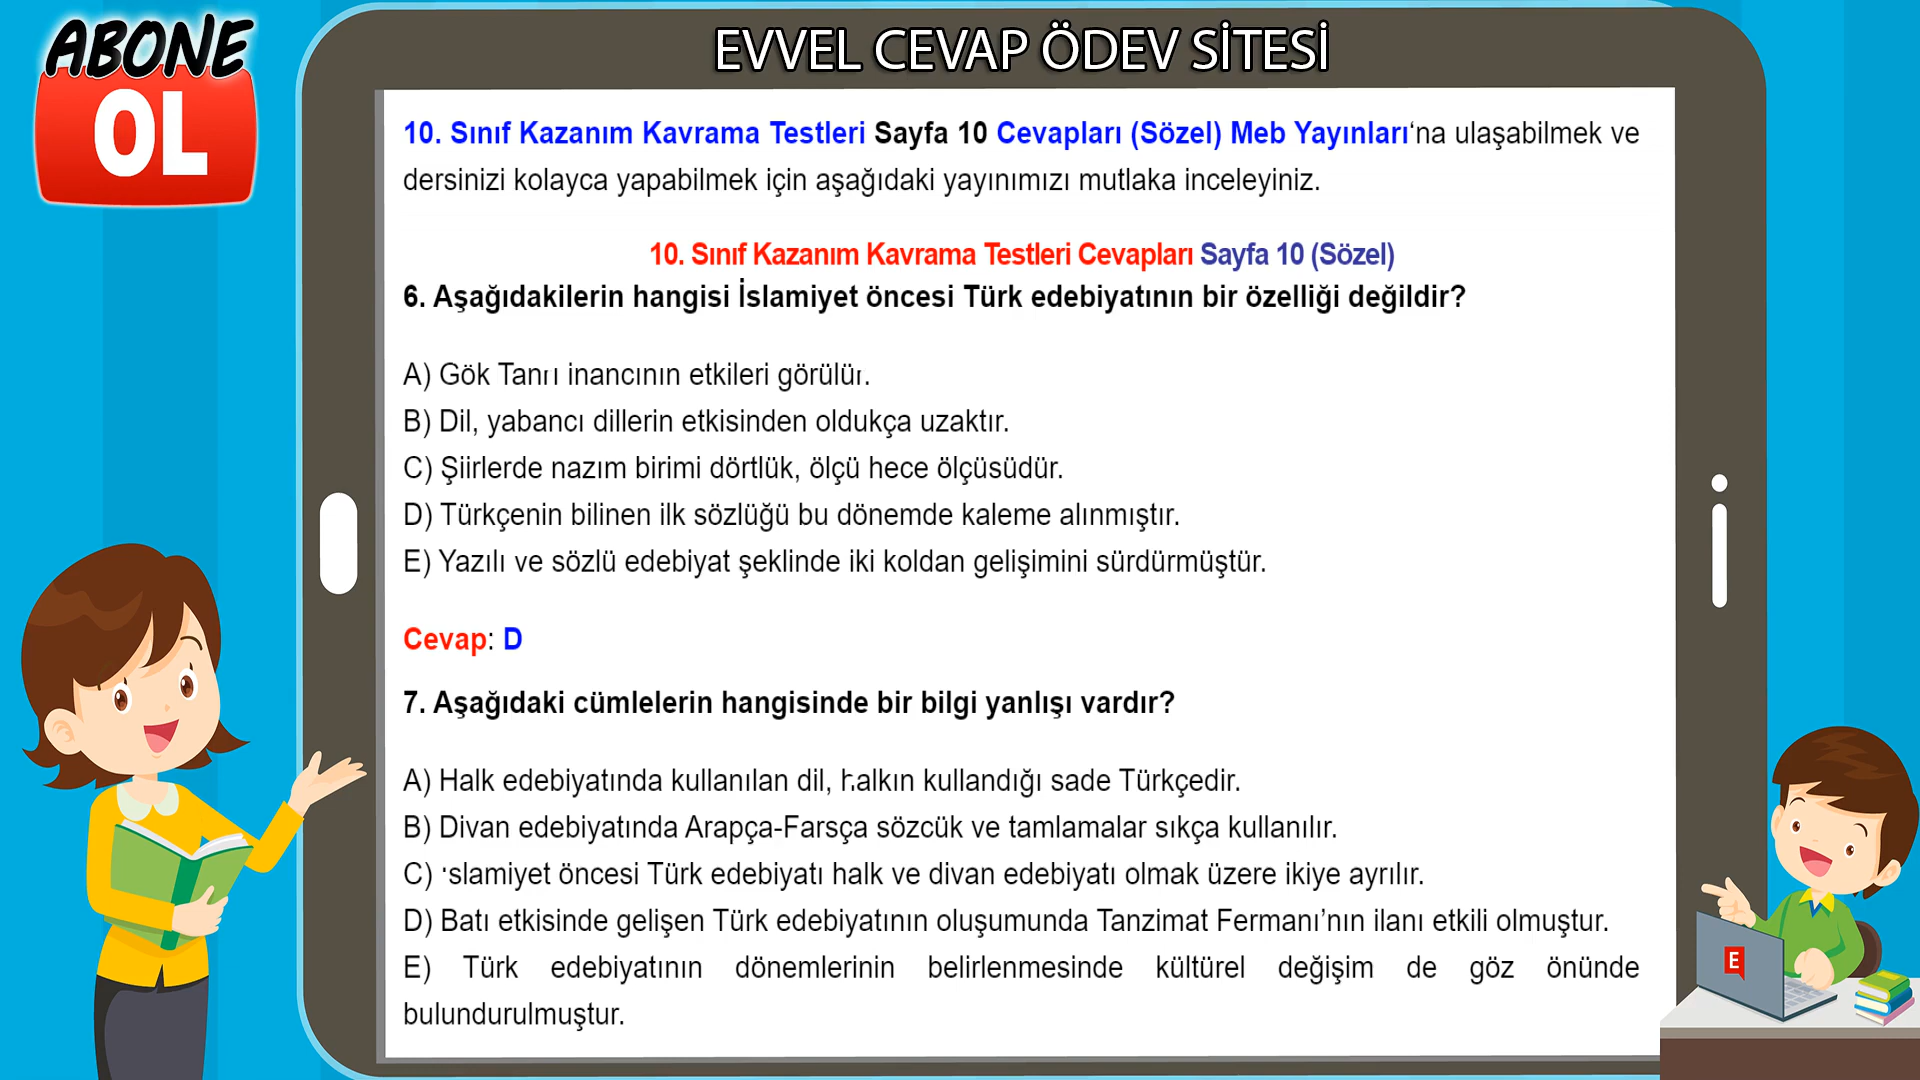 ABONE
OL
EVVEL CEVAP ÖDEV SİTESİ
10. Sınıf Kazanım Kavrama Testleri Sayfa 10 Cevapları (Sözel) Meb Yayınları‘na ulaşabilmek ve
dersinizi kolayca yapabilmek için aşağıdaki yayınımızı mutlaka inceleyiniz.
10. Sınıf Kazanım Kavrama Testleri Cevapları Sayfa 10 (Sözel)
6. Aşağıdakilerin hangisi İslamiyet öncesi Türk edebiyatının bir özelliği değildir?
A) Gök Tanrı inancının etkileri görülür.
B) Dil, yabancı dillerin etkisinden oldukça uzaktır.
C) Şiirlerde nazım birimi dörtlük, ölçü hece ölçüsüdür.
D) Türkçenin bilinen ilk sözlüğü bu dönemde kaleme alınmıştır.
E) Yazılı ve sözlü edebiyat şeklinde iki koldan gelişimini sürdürmüştür.
Cevap: D
7. Aşağıdaki cümlelerin hangisinde bir bilgi yanlışı vardır?
A) Halk edebiyatında kullanılan dil, halkın kullandığı sade Türkçedir.
B) Divan edebiyatında Arapça-Farsça sözcük ve tamlamalar sıkça kullanılır.
C) İslamiyet öncesi Türk edebiyatı halk ve divan edebiyatı olmak üzere ikiye ayrılır.
D) Batı etkisinde gelişen Türk edebiyatının oluşumunda Tanzimat Fermanı’nın ilanı etkili olmuştur.
E) Türk edebiyatının dönemlerinin belirlenmesinde kültürel değişim de göz önünde
bulundurulmuştur.
E